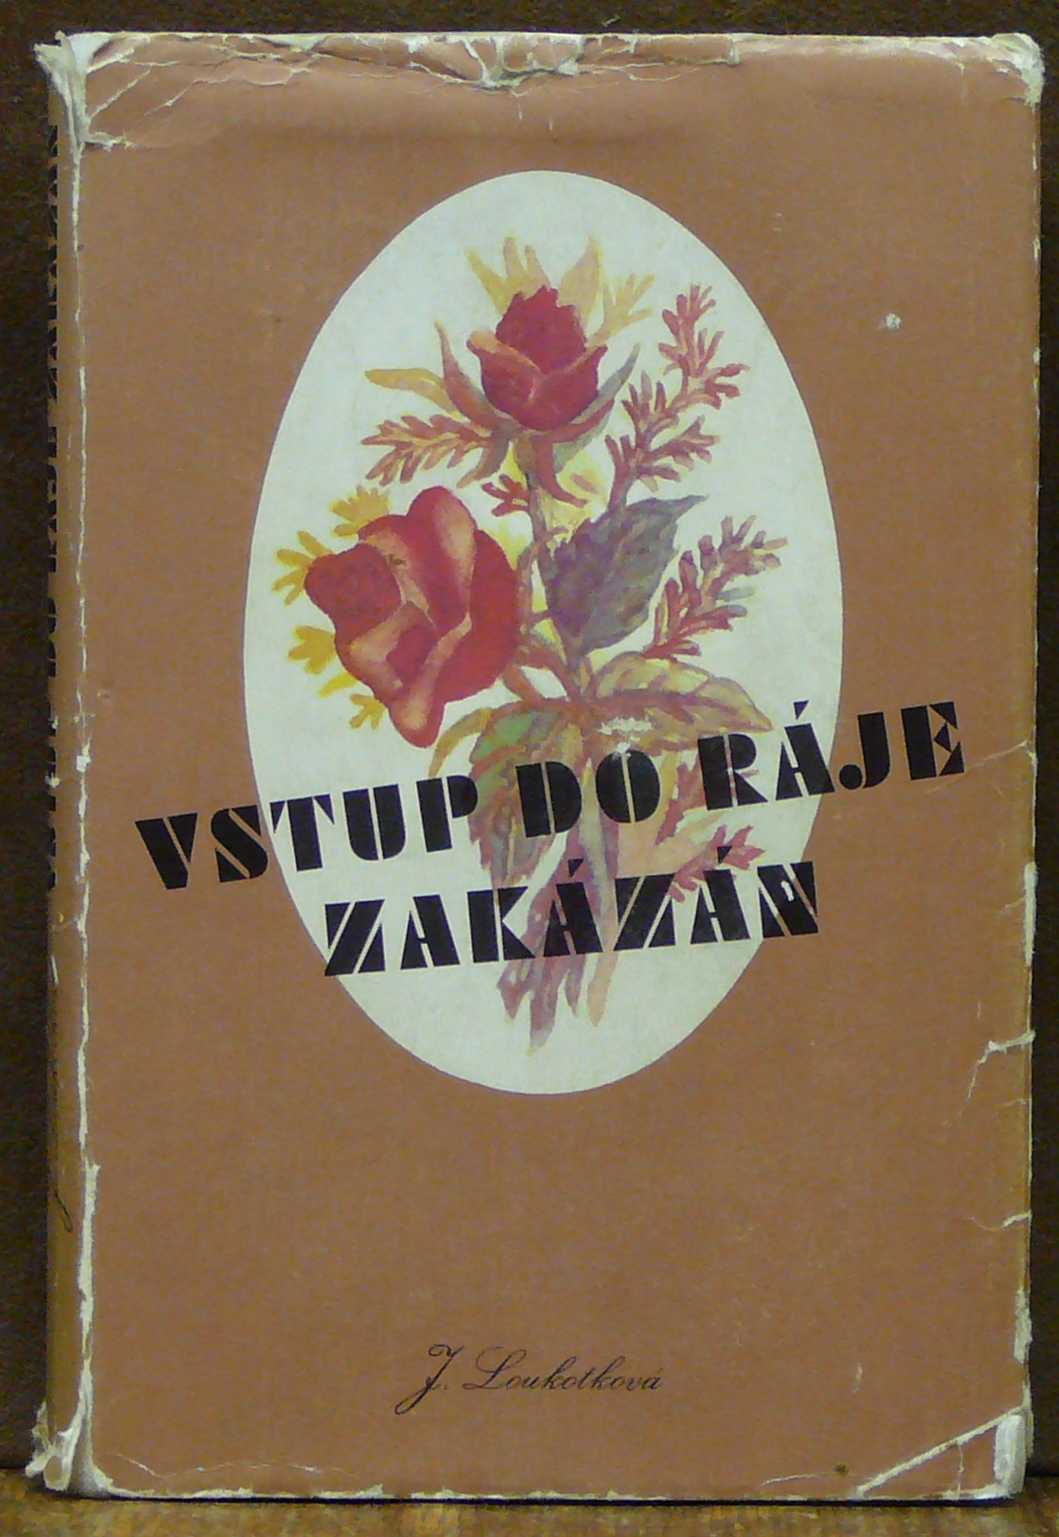 VSTUP DO RÁJE
ZAKÁZÁN
J. Loukotková